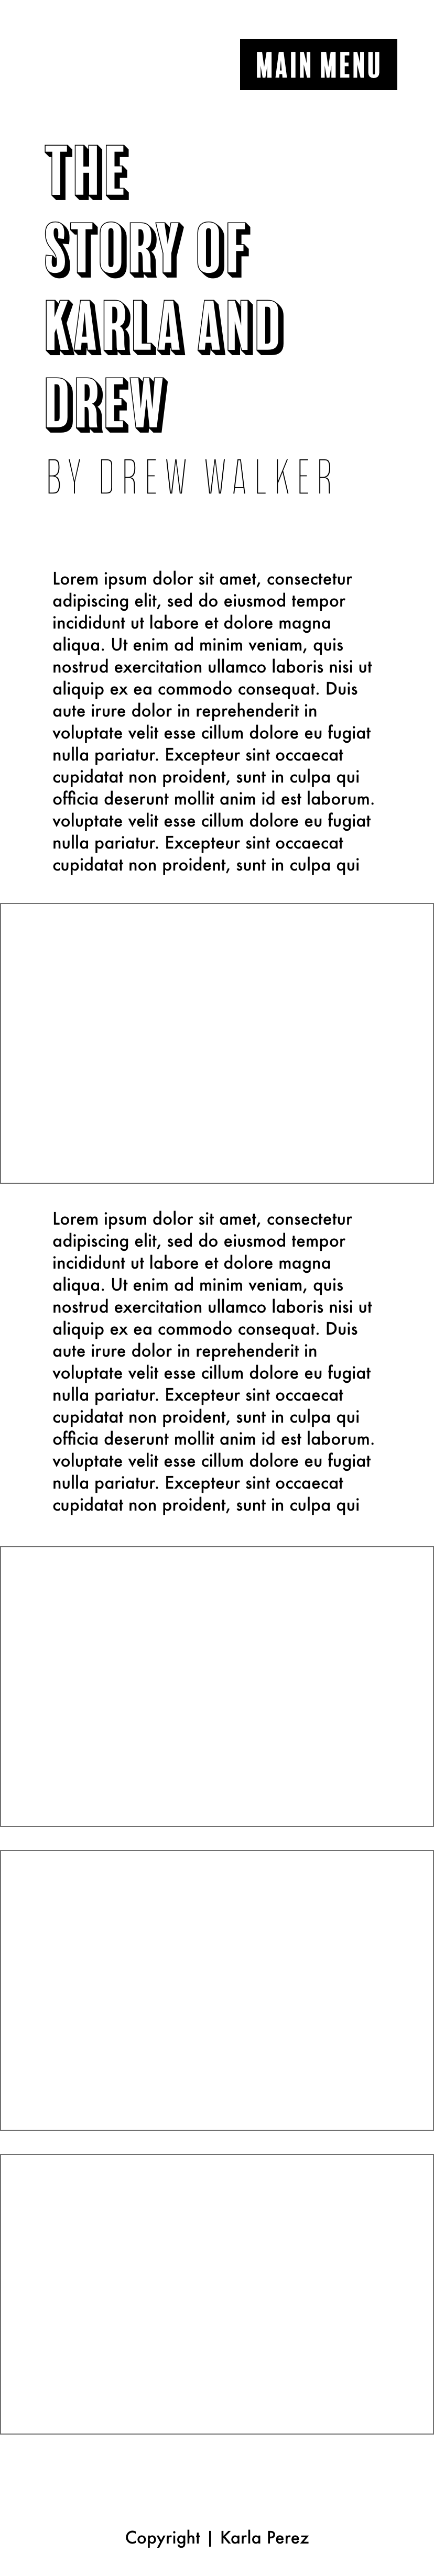 MAIN MENU
THE
STORY OF
KARLA AND
DREW
BY DREW WALKER
Lorem ipsum dolor sit amet, consectetur
adipiscing elit, sed do eiusmod tempor
incididunt ut labore et dolore magna
aliqua. Ut enim ad minim veniam, quis
nostrud exercitation ullamco laboris nisi ut
aliquip ex ea commodo consequat. Duis
aute irure dolor in reprehenderit in
voluptate velit esse cillum dolore eu fugiat
nulla pariatur. Excepteur sint occaecat
cupidatat non proident, sunt in culpa qui
officia deserunt mollit anim id est laborum.
voluptate velit esse cillum dolore eu fugiat
nulla pariatur. Excepteur sint occaecat
cupidatat non proident, sunt in culpa qui
Lorem ipsum dolor sit amet, consectetur
adipiscing elit, sed do eiusmod tempor
incididunt ut labore et dolore magna
aliqua. Ut enim ad minim veniam, quis
nostrud exercitation ullamco laboris nisi ut
aliquip ex ea commodo consequat. Duis
aute irure dolor in reprehenderit in
voluptate velit esse cillum dolore eu fugiat
nulla pariatur. Excepteur sint occaecat
cupidatat non proident, sunt in culpa qui
officia deserunt mollit anim id est laborum.
voluptate velit esse cillum dolore eu fugiat
nulla pariatur. Excepteur sint occaecat
cupidatat non proident, sunt in culpa qui
Copyright | Karla Perez